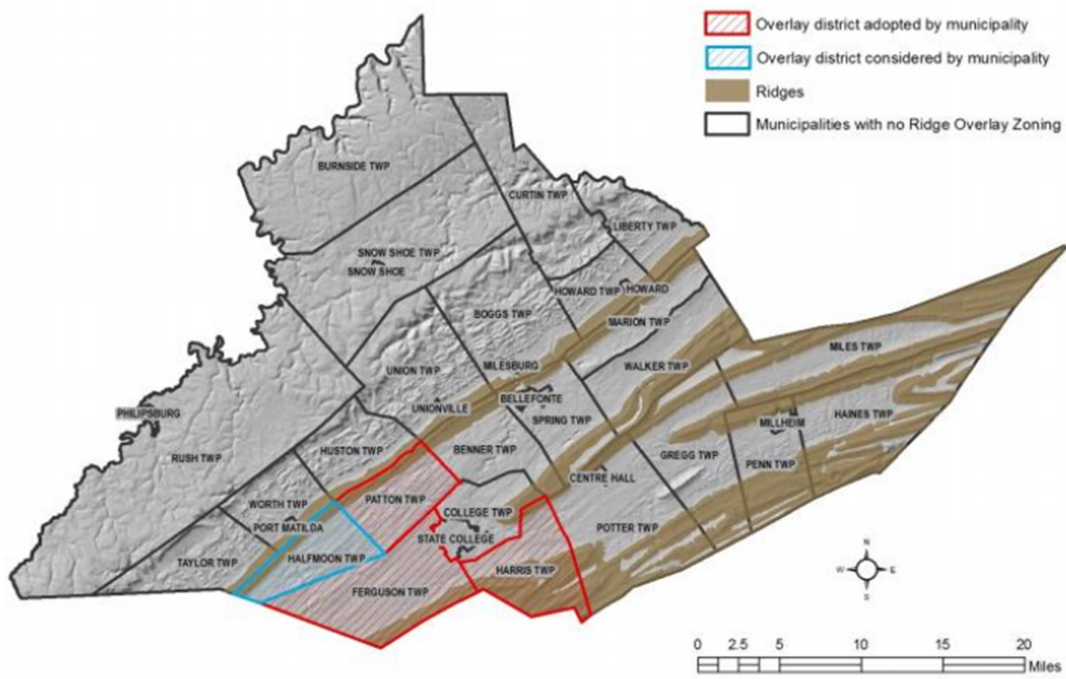 Overlay district adopted by municipality
Overlay district considered by municipality
Ridges
Municipalities with no Ridge Overlay Zoning
BURNSIDE TWP
CURTIN TWP
LIBERTY TWP
SNOW SHOE TWP
SNOW SHOE
HOWARD TWP
HOWARD
BOGGS TWP
MARION TWP
MILES TWP
UNION TWP
MILESBURG
WALKER TWP
BELLEFONTE
UNIONVILLE
PHILIPSBURG
SPRING TWP
MILLHEIM
HAINES TWP
RUSH TWP
HUSTON TWP
BENNER TWP
GREGG TWP
PENN TWP
CENTRE HALL
WORTH TWP
PATTON TWP
COLLEGE TWP
PORT MATILDA
POTTER TWP
STATE COLLEGE
TAYLOR TWP
HALFMOON TWP
HARRIS TWP
FERGUSON TWP
N
W
E
S
0 2.5 5 10 15 20
Miles